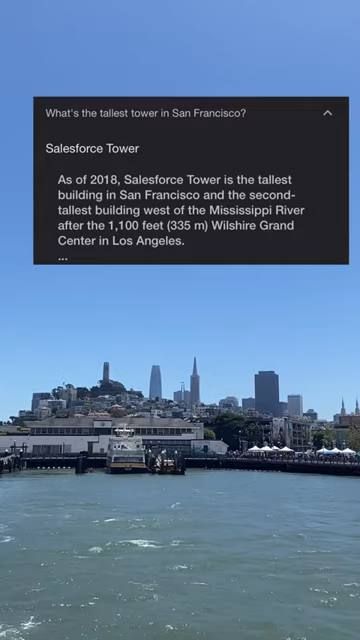 What's the tallest tower in San Francisco?
Salesforce Tower
As of 2018, Salesforce Tower is the tallest
building in San Francisco and the second-
tallest building west of the Mississippi River
after the 1,100 feet (335 m) Wilshire Grand
Center in Los Angeles.
...